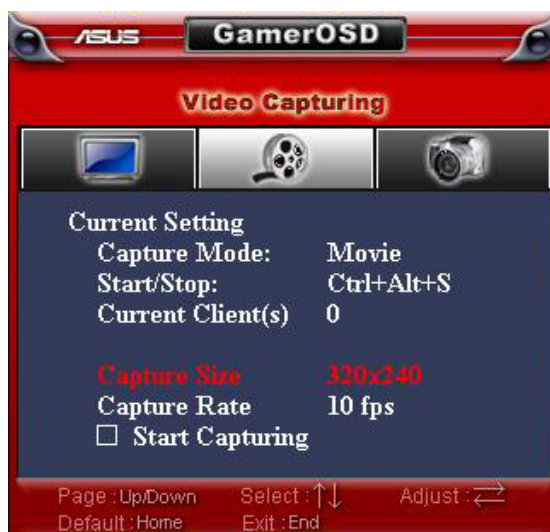 ASUS GamerOSD
Video Capturing
Current Setting
Capture Mode: Movie
Start/Stop: Ctrl+Alt+S
Current Client(s) 0
Capture Size 320x240
Capture Rate 10 fps
Start Capturing
Page : Up/Down Select : ↑↓ Adjust : ⇄
Default : Home Exit : End